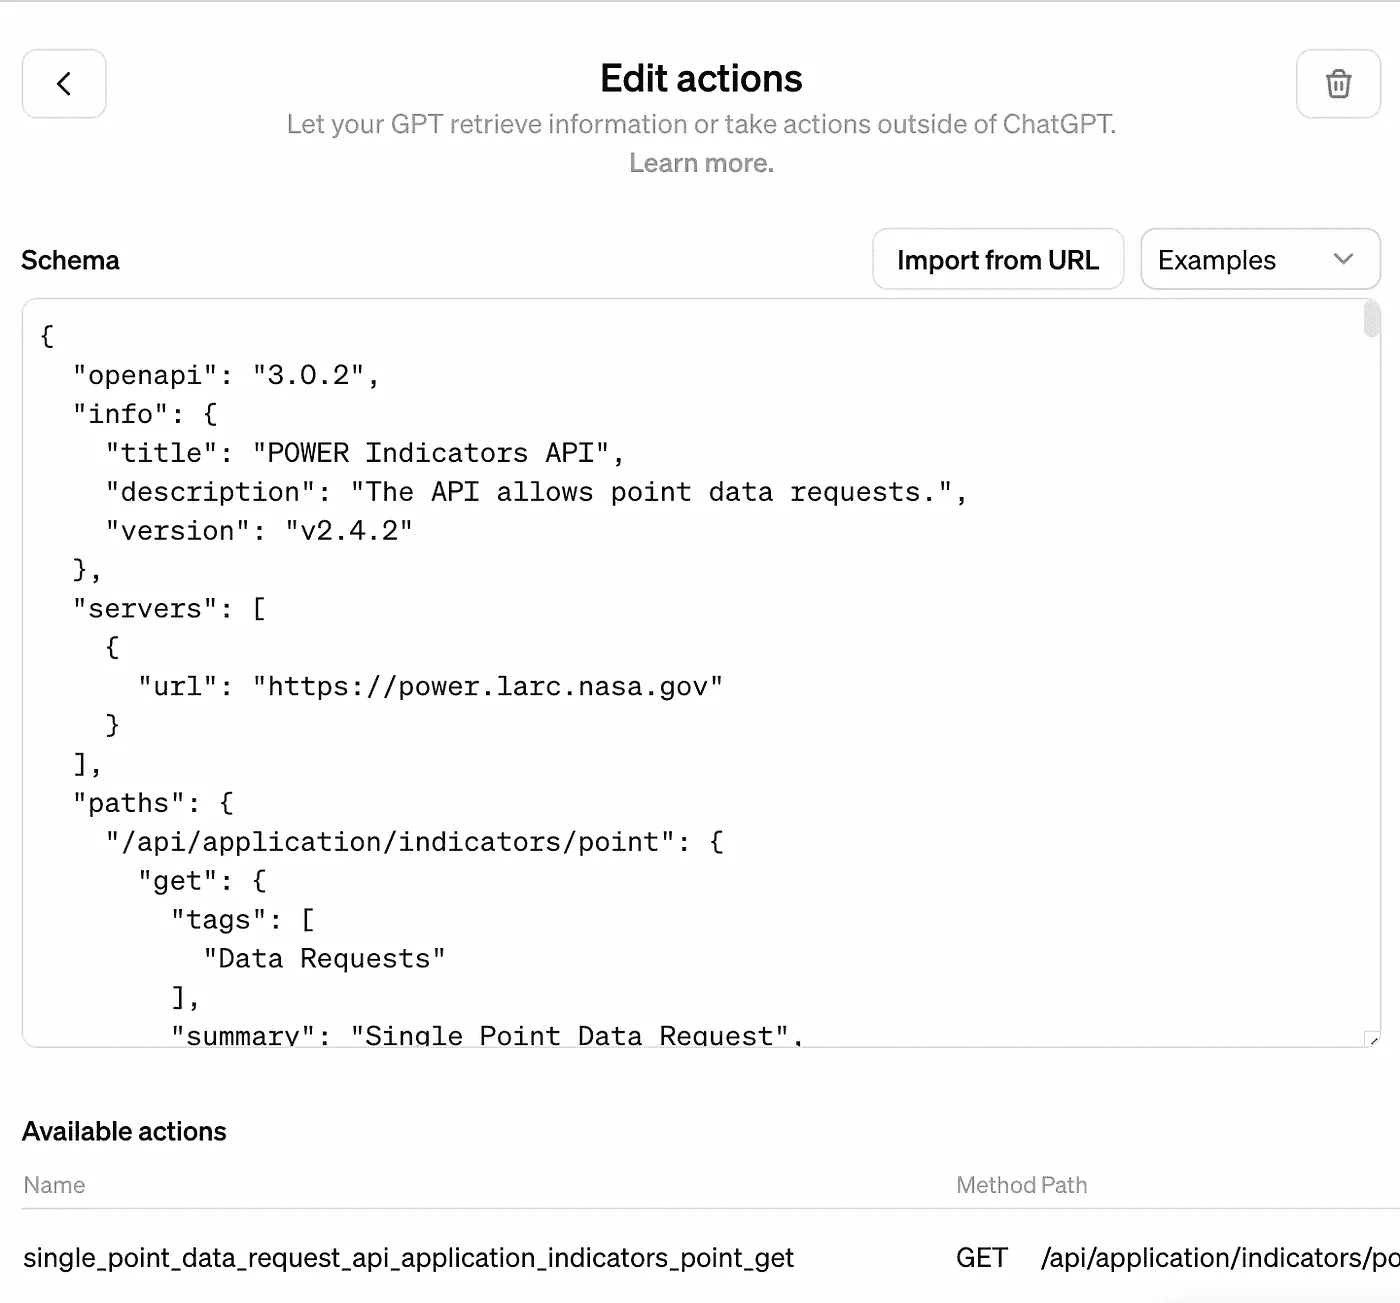 Edit actions
Let your GPT retrieve information or take actions outside of ChatGPT.
Learn more.
Schema
Import from URL
Examples
{
  "openapi": "3.0.2",
  "info": {
    "title": "POWER Indicators API",
    "description": "The API allows point data requests.",
    "version": "v2.4.2"
  },
  "servers": [
    {
      "url": "https://power.larc.nasa.gov"
    }
  ],
  "paths": {
    "/api/application/indicators/point": {
      "get": {
        "tags": [
          "Data Requests"
        ],
        "summary": "Single Point Data Request",
Available actions
Name Method Path
single_point_data_request_api_application_indicators_point_get GET /api/application/indicators/po